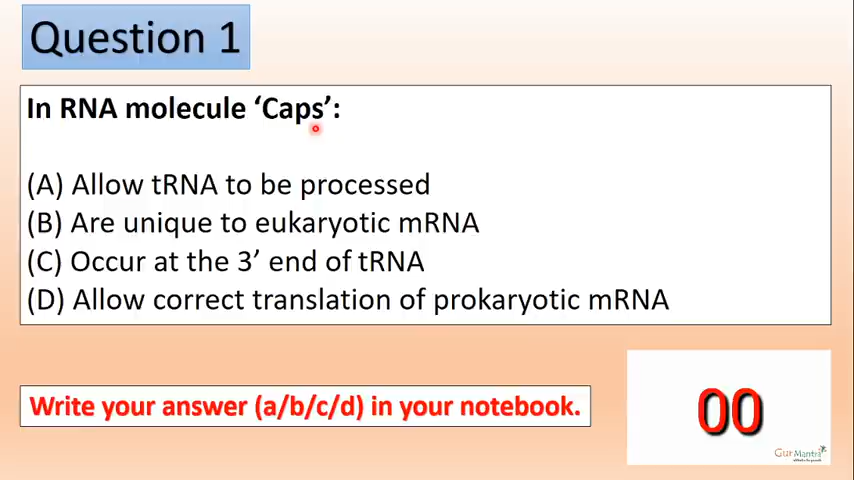 Question 1
In RNA molecule ‘Caps’:
(A) Allow tRNA to be processed
(B) Are unique to eukaryotic mRNA
(C) Occur at the 3’ end of tRNA
(D) Allow correct translation of prokaryotic mRNA
Write your answer (a/b/c/d) in your notebook.
00
GurMantra